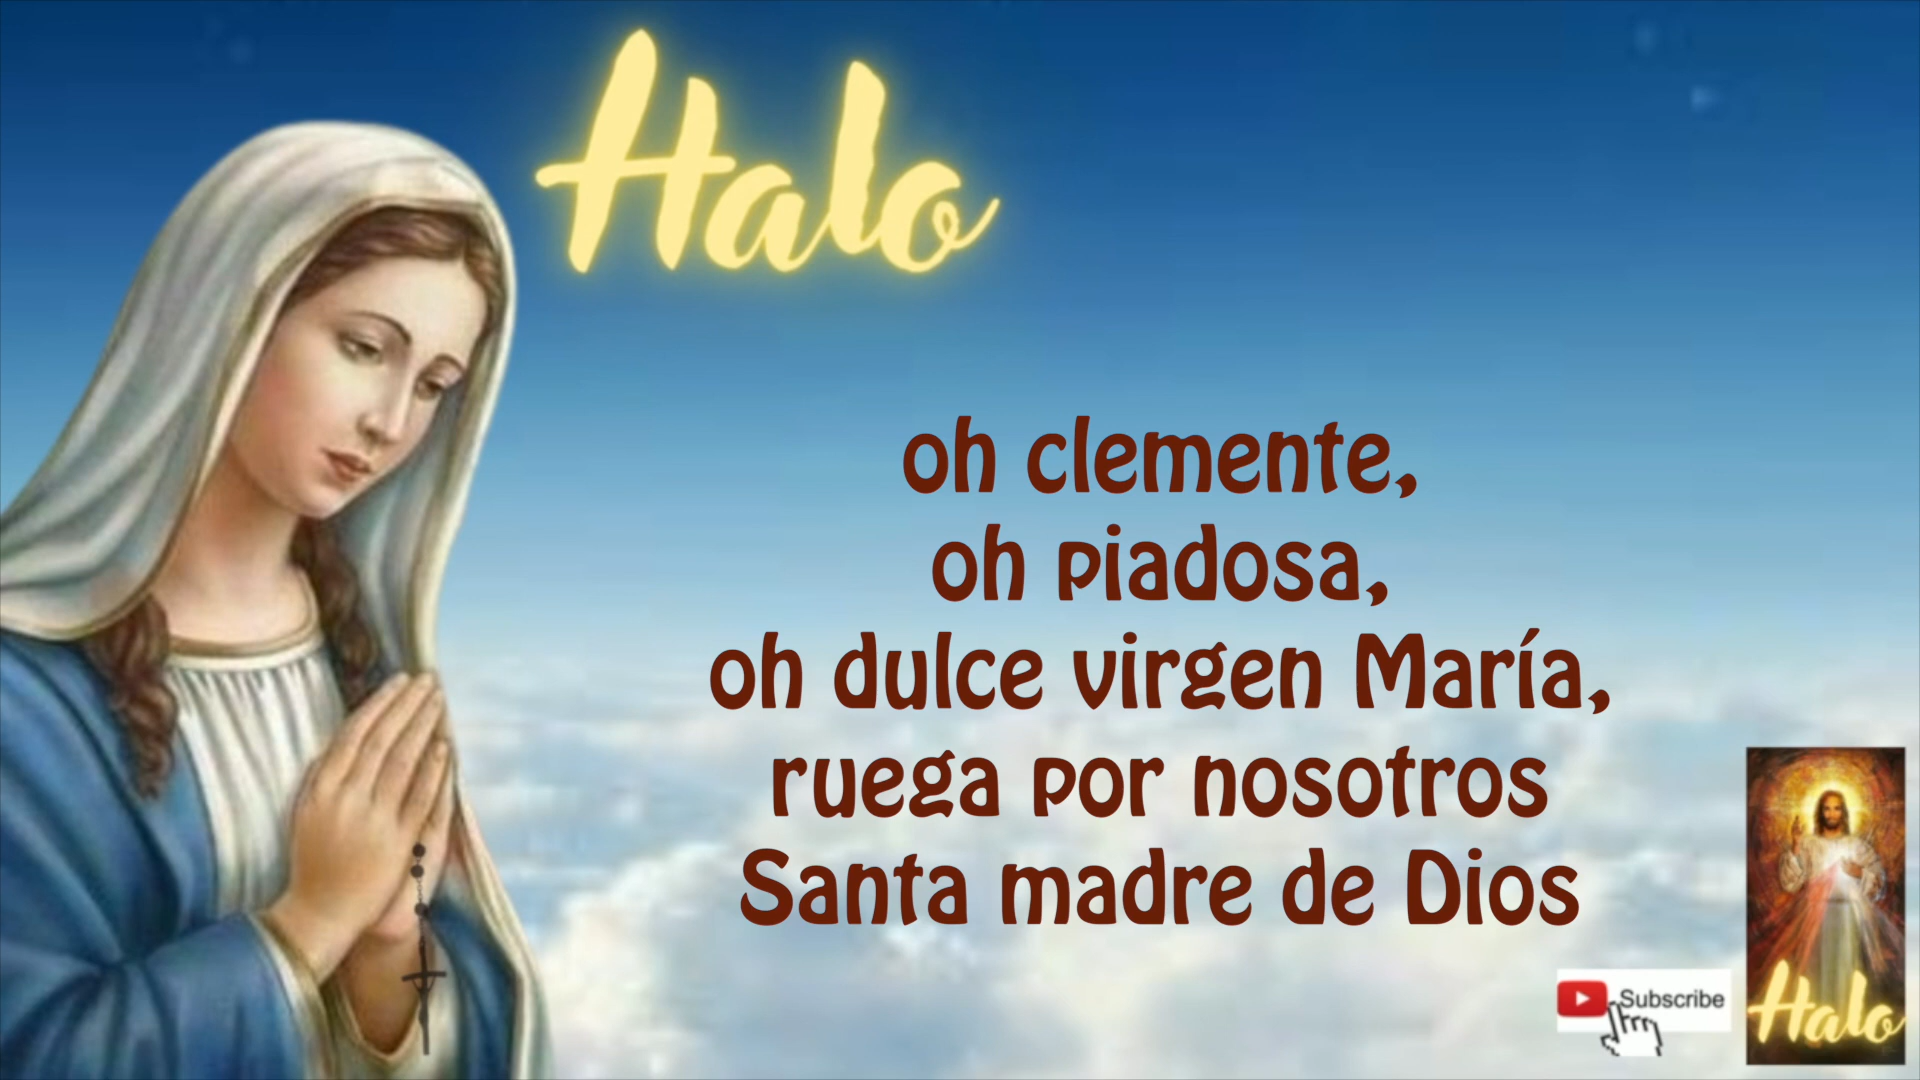 Halo
oh clemente,
oh piadosa,
oh dulce virgen María,
ruega por nosotros
Santa madre de Dios
Subscribe
Halo